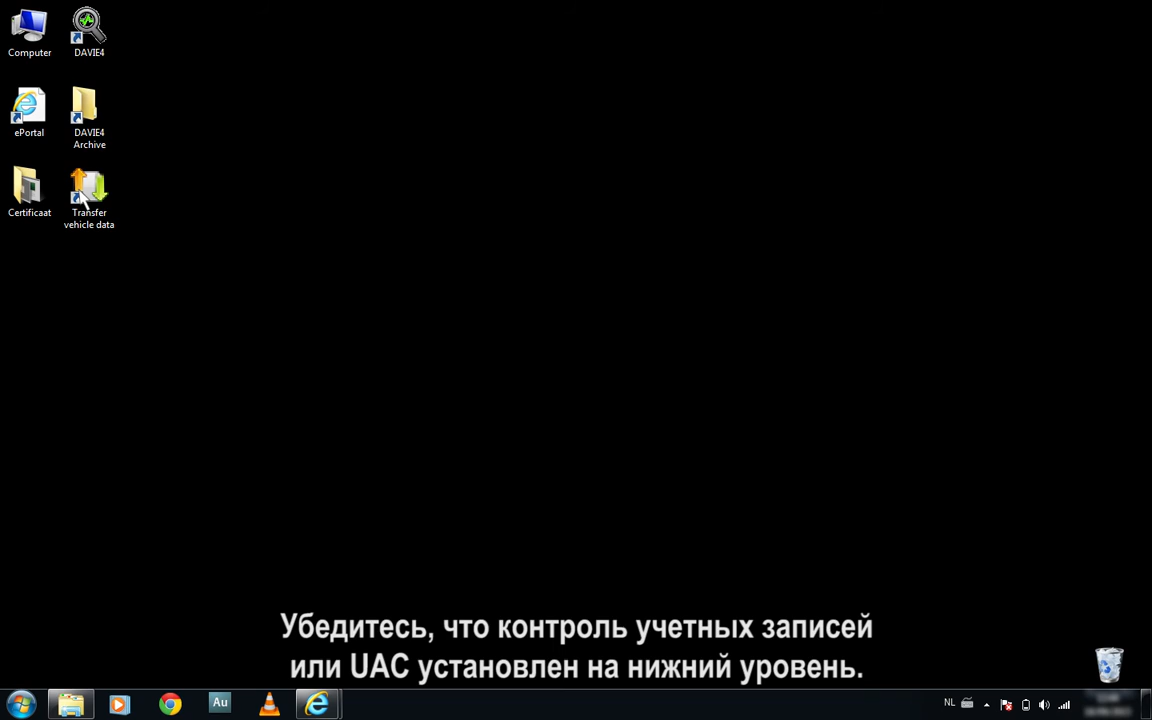 Computer
DAVIE4
ePortal
DAVIE4
Archive
Certificaat
Transfer
vehicle data
Убедитесь, что контроль учетных записей
или UAC установлен на нижний уровень.
Au
NL